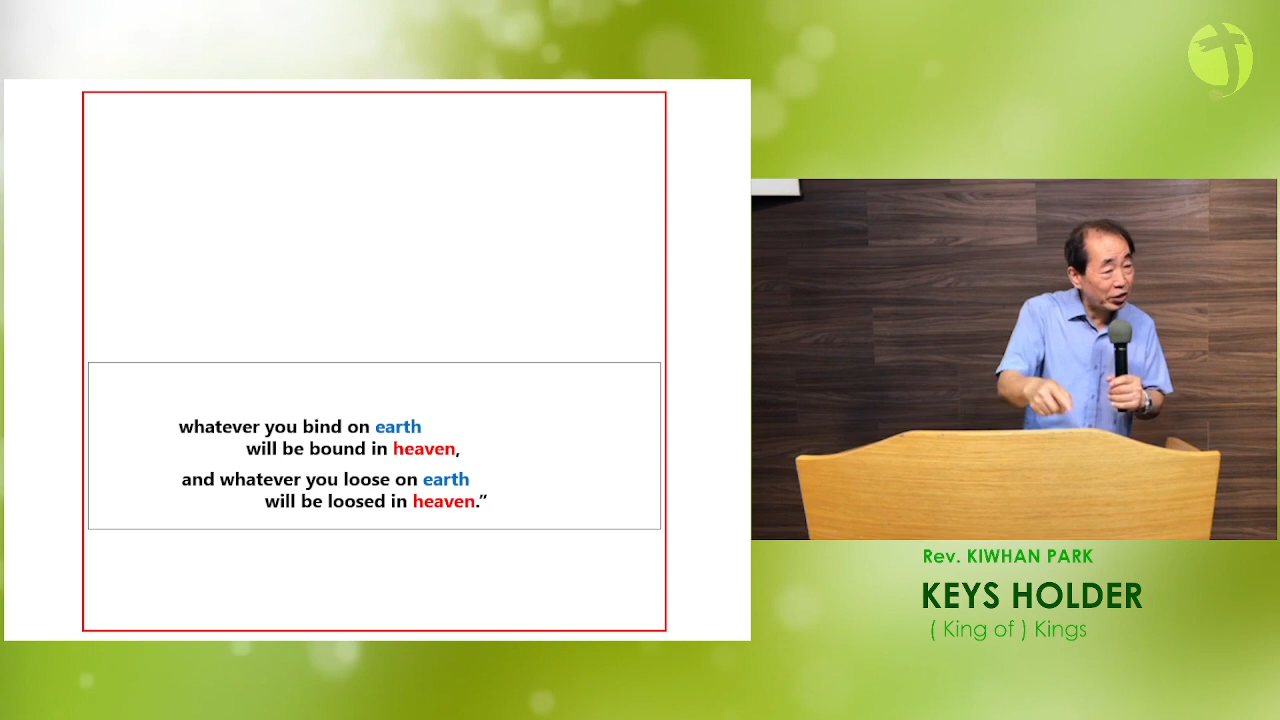 whatever you bind on earth
will be bound in heaven,
and whatever you loose on earth
will be loosed in heaven.”
Rev. KIWHAN PARK
KEYS HOLDER
( King of ) Kings